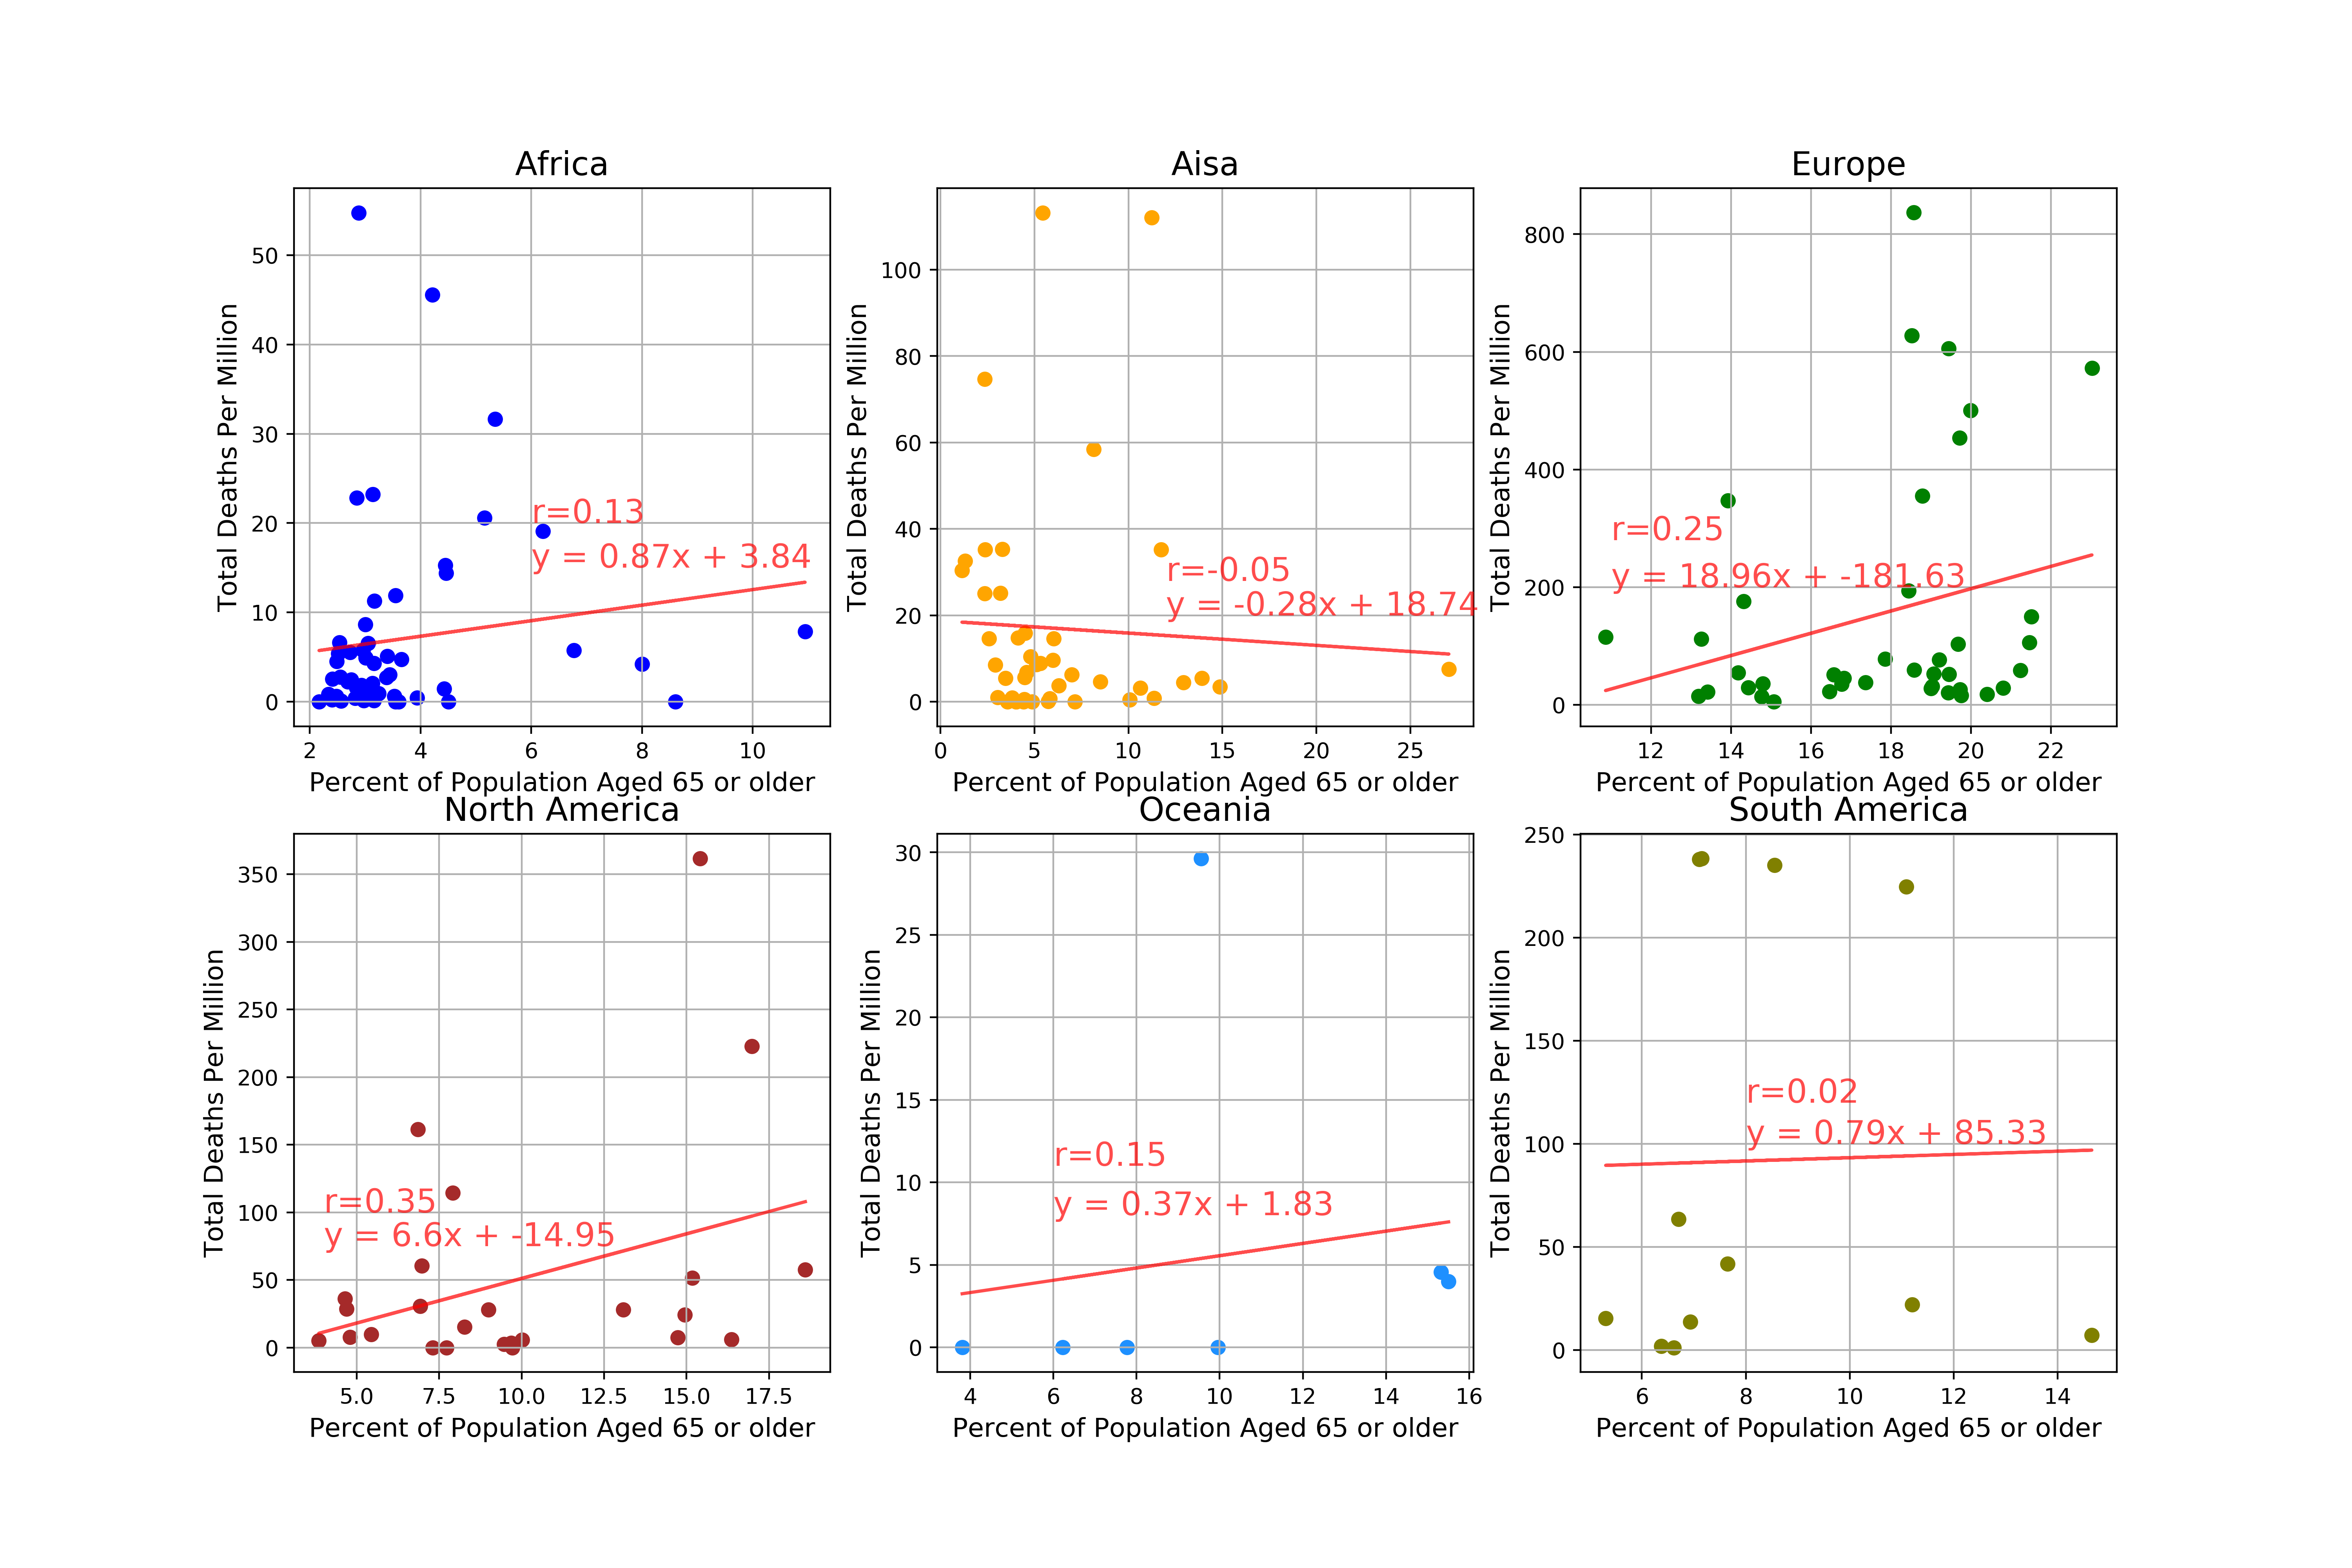 Africa
Total Deaths Per Million
50
40
30
20
10
0
r=0.13
y = 0.87x + 3.84
2 4 6 8 10
Percent of Population Aged 65 or older
Aisa
Total Deaths Per Million
100
80
60
40
20
0
r=-0.05
y = -0.28x + 18.74
0 5 10 15 20 25
Percent of Population Aged 65 or older
Europe
Total Deaths Per Million
800
600
400
200
0
r=0.25
y = 18.96x + -181.63
12 14 16 18 20 22
Percent of Population Aged 65 or older
North America
Total Deaths Per Million
350
300
250
200
150
100
50
0
r=0.35
y = 6.6x + -14.95
5.0 7.5 10.0 12.5 15.0 17.5
Percent of Population Aged 65 or older
Oceania
Total Deaths Per Million
30
25
20
15
10
5
0
r=0.15
y = 0.37x + 1.83
4 6 8 10 12 14 16
Percent of Population Aged 65 or older
South America
Total Deaths Per Million
250
200
150
100
50
0
r=0.02
y = 0.79x + 85.33
6 8 10 12 14
Percent of Population Aged 65 or older